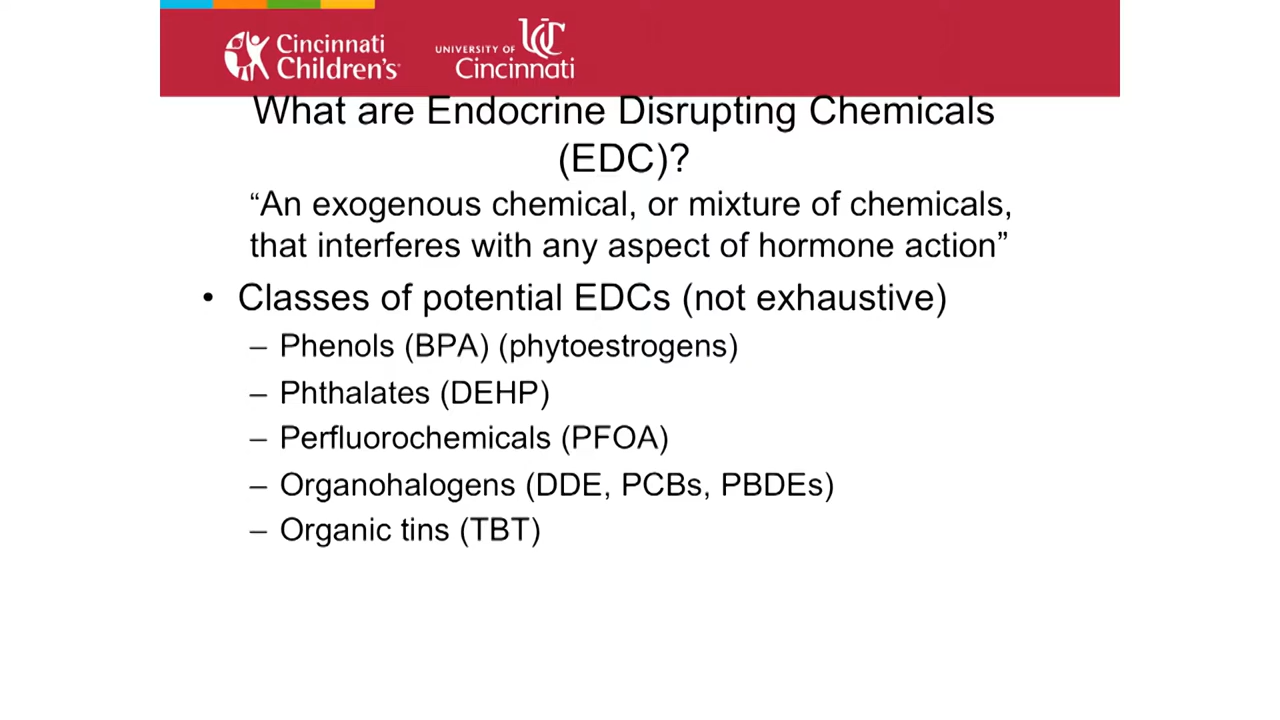 Cincinnati
Children's
UNIVERSITY OF
UC
Cincinnati
What are Endocrine Disrupting Chemicals
(EDC)?
“An exogenous chemical, or mixture of chemicals,
that interferes with any aspect of hormone action”
• Classes of potential EDCs (not exhaustive)
– Phenols (BPA) (phytoestrogens)
– Phthalates (DEHP)
– Perfluorochemicals (PFOA)
– Organohalogens (DDE, PCBs, PBDEs)
– Organic tins (TBT)